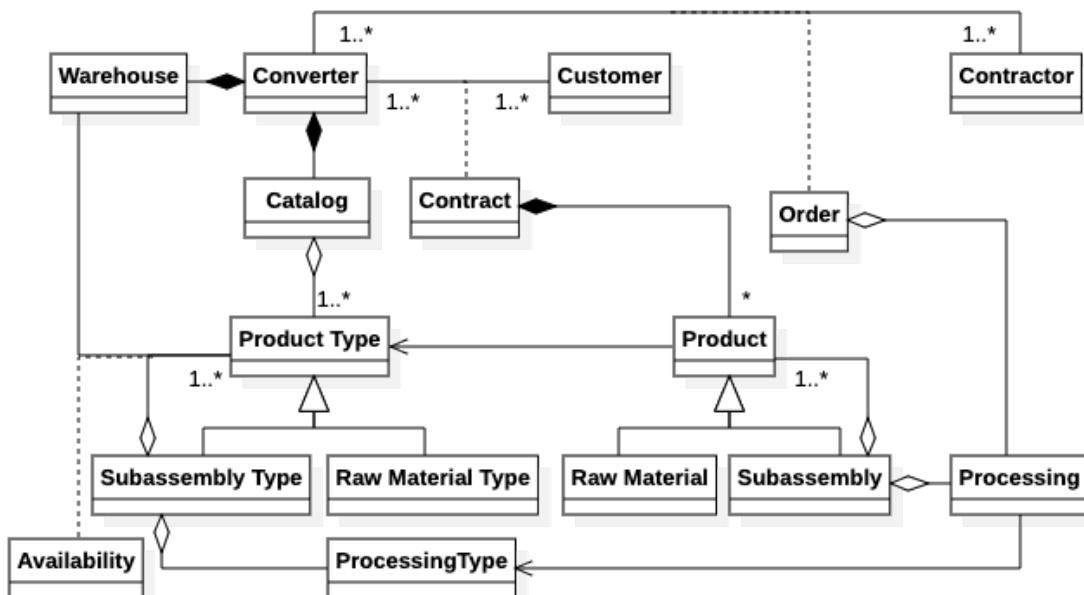 1..*
1..*
Warehouse
Converter
Customer
Contractor
1..*
1..*
Catalog
Contract
Order
1..*
*
Product Type
Product
1..*
1..*
Subassembly Type
Raw Material Type
Raw Material
Subassembly
Processing
Availability
ProcessingType